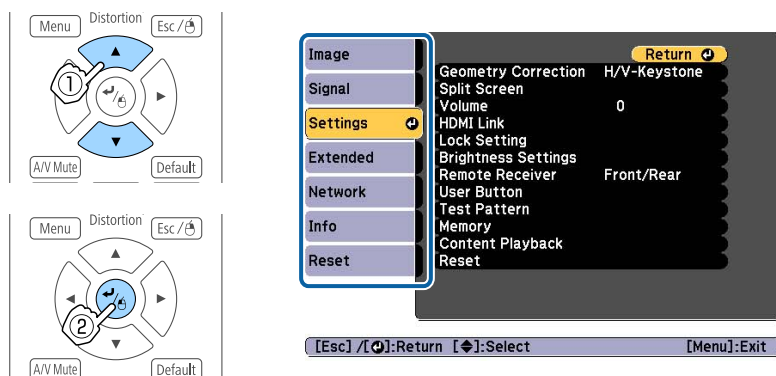 Menu Distortion Esc /
①
A/V Mute Default
Menu Distortion Esc /
②
A/V Mute Default
Image
Signal
Settings
Extended
Network
Info
Reset
Return
Geometry Correction H/V-Keystone
Split Screen
Volume 0
HDMI Link
Lock Setting
Brightness Settings
Remote Receiver Front/Rear
User Button
Test Pattern
Memory
Content Playback
Reset
[Esc] /[ ]:Return [ ]:Select [Menu]:Exit